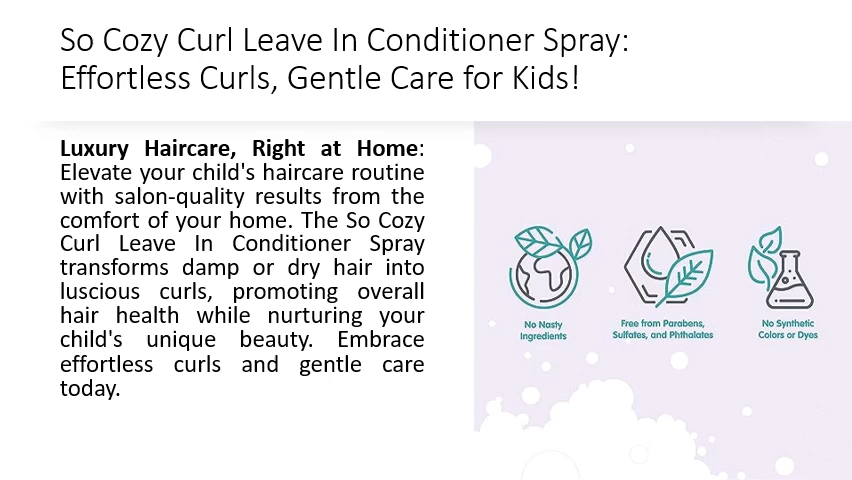 So Cozy Curl Leave In Conditioner Spray:
Effortless Curls, Gentle Care for Kids!
Luxury Haircare, Right at Home:
Elevate your child's haircare routine
with salon-quality results from the
comfort of your home. The So Cozy
Curl Leave In Conditioner Spray
transforms damp or dry hair into
luscious curls, promoting overall
hair health while nurturing your
child's unique beauty. Embrace
effortless curls and gentle care
today.
No Nasty
Ingredients
Free from Parabens,
Sulfates, and Phthalates
No Synthetic
Colors or Dyes